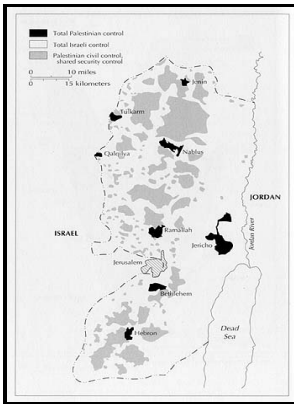 Total Palestinian control
Total Israeli control
Palestinian civil control,
shared security control
0 10 miles
0 15 kilometers
Jenin
Tulkarm
Nablus
Qalqilya
JORDAN
Jordan River
ISRAEL
Ramallah
Jericho
Jerusalem
Bethlehem
Hebron
Dead
Sea